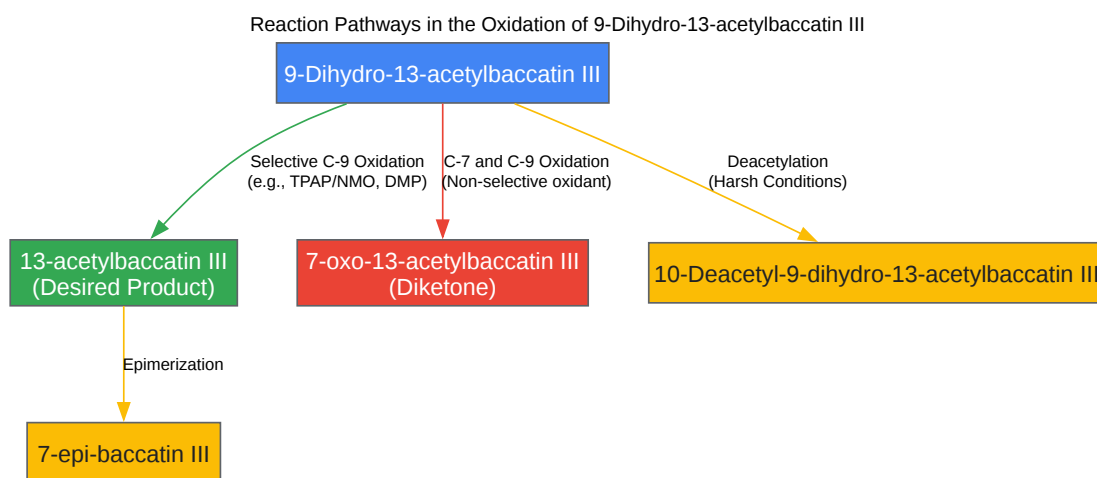 Reaction Pathways in the Oxidation of 9-Dihydro-13-acetylbaccatin III
9-Dihydro-13-acetylbaccatin III
Selective C-9 Oxidation
(e.g., TPAP/NMO, DMP)
C-7 and C-9 Oxidation
(Non-selective oxidant)
Deacetylation
(Harsh Conditions)
13-acetylbaccatin III
(Desired Product)
7-oxo-13-acetylbaccatin III
(Diketone)
10-Deacetyl-9-dihydro-13-acetylbaccatin III
Epimerization
7-epi-baccatin III